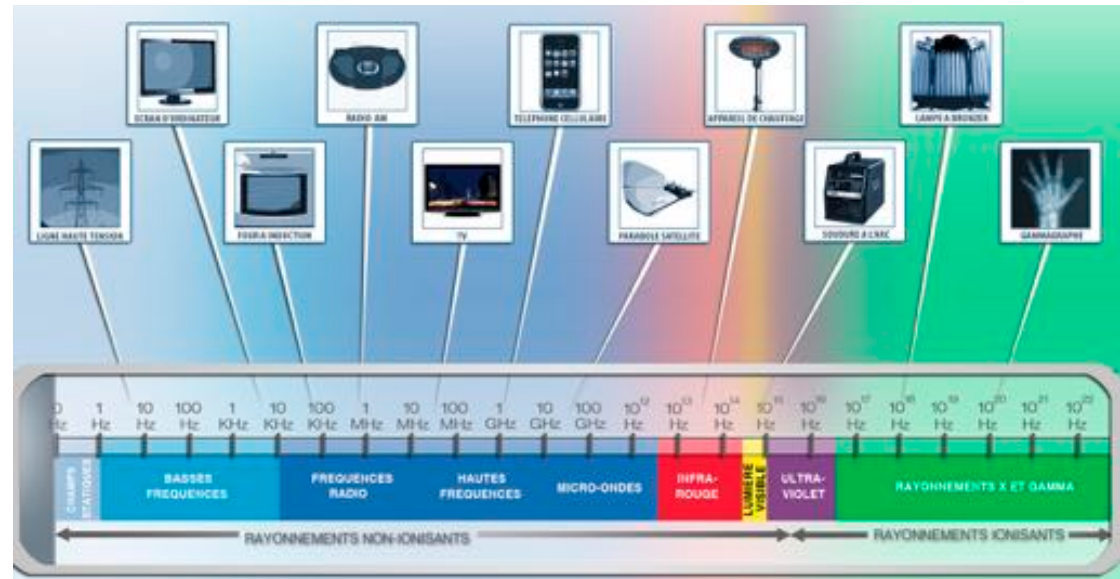 ECRAN D'ORDINATEUR
RADIO AM
TELEPHONE CELLULAIRE
APPAREIL DE CHAUFFAGE
LAMPE A BRONZER
LIGNE HAUTE TENSION
FOUR A INDUCTION
TV
PARABOLE SATELLITE
SOUDURE A L'ARC
GAMMAGRAPHE
0 Hz
1 Hz
10 Hz
100 Hz
1 KHz
10 KHz
100 KHz
1 MHz
10 MHz
100 MHz
1 GHz
10 GHz
100 GHz
10¹² Hz
10¹³ Hz
10¹⁴ Hz
10¹⁵ Hz
10¹⁶ Hz
10¹⁷ Hz
10¹⁸ Hz
10¹⁹ Hz
10²⁰ Hz
10²¹ Hz
10²² Hz
CHAMPS
STATIQUES
BASSES
FREQUENCES
FREQUENCES
RADIO
HAUTES
FREQUENCES
MICRO-ONDES
INFRA-
ROUGE
LUMIERE
VISIBLE
ULTRA-
VIOLET
RAYONNEMENTS X ET GAMMA
RAYONNEMENTS NON-IONISANTS
RAYONNEMENTS IONISANTS